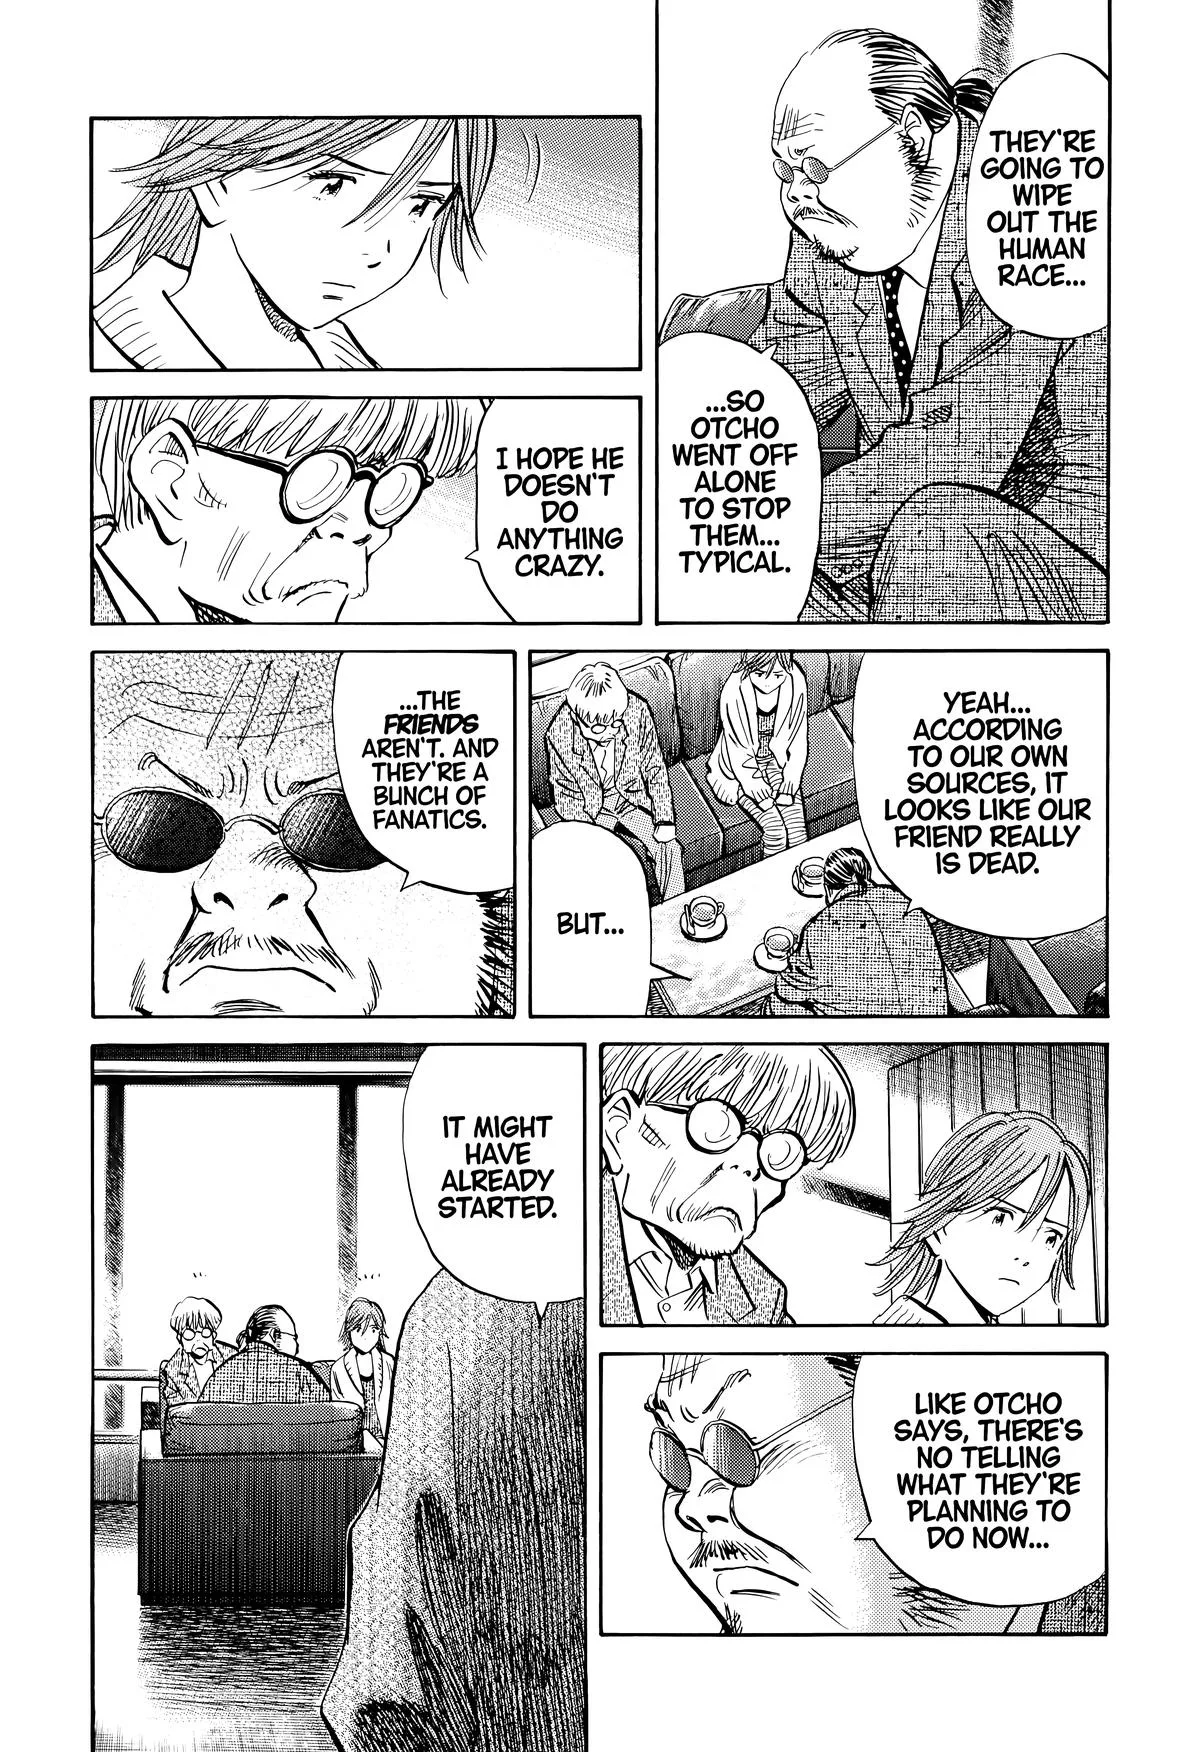 THEY'RE
GOING TO
WIPE
OUT THE
HUMAN
RACE...
...SO
OTCHO
WENT OFF
ALONE
TO STOP
THEM...
TYPICAL.
I HOPE HE
DOESN'T
DO
ANYTHING
CRAZY.
YEAH...
ACCORDING
TO OUR OWN
SOURCES, IT
LOOKS LIKE OUR
FRIEND REALLY
IS DEAD.
BUT...
...THE
FRIENDS
AREN'T. AND
THEY'RE A
BUNCH OF
FANATICS.
LIKE OTCHO
SAYS, THERE'S
NO TELLING
WHAT THEY'RE
PLANNING TO
DO NOW...
IT MIGHT
HAVE
ALREADY
STARTED.